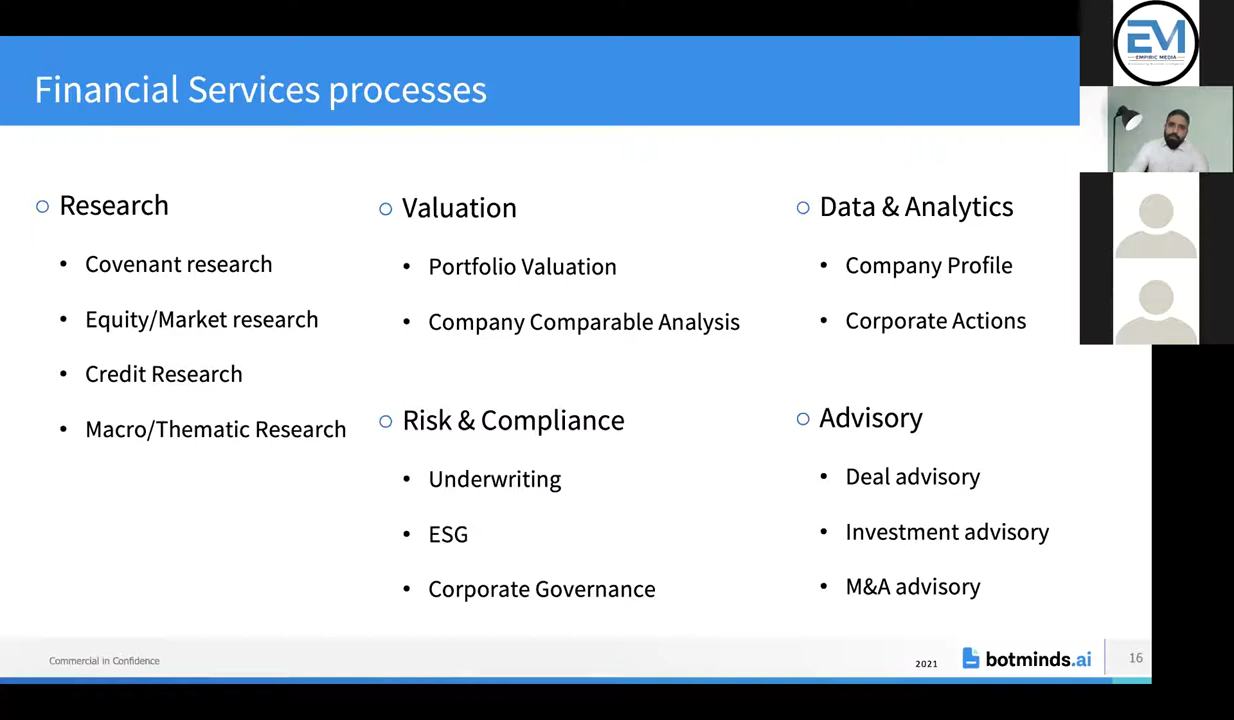 Financial Services processes
Research
Covenant research
Equity/Market research
Credit Research
Macro/Thematic Research
Valuation
Portfolio Valuation
Company Comparable Analysis
Risk & Compliance
Underwriting
ESG
Corporate Governance
Data & Analytics
Company Profile
Corporate Actions
Advisory
Deal advisory
Investment advisory
M&A advisory
Commercial in Confidence
2021
botminds.ai
16
EM
EMPIRIC MEDIA